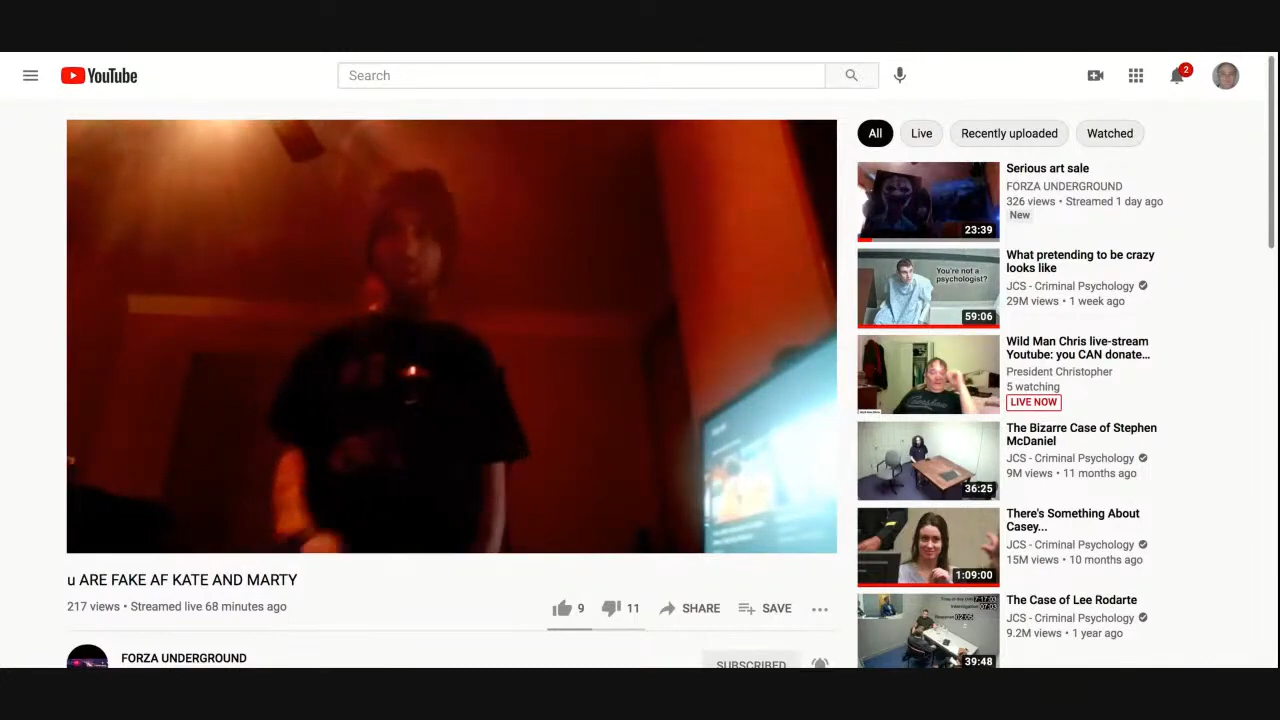 YouTube
Search
2
All
Live
Recently uploaded
Watched
Serious art sale
FORZA UNDERGROUND
326 views • Streamed 1 day ago
New
23:39
What pretending to be crazy
looks like
JCS - Criminal Psychology
29M views • 1 week ago
You're not a
psychologist?
59:06
Wild Man Chris live-stream
Youtube: you CAN donate...
President Christopher
5 watching
LIVE NOW
The Bizarre Case of Stephen
McDaniel
JCS - Criminal Psychology
9M views • 11 months ago
36:25
There's Something About
Casey...
JCS - Criminal Psychology
15M views • 10 months ago
1:09:00
The Case of Lee Rodarte
JCS - Criminal Psychology
9.2M views • 1 year ago
39:48
u ARE FAKE AF KATE AND MARTY
217 views • Streamed live 68 minutes ago
9
11
SHARE
SAVE
FORZA UNDERGROUND
SUBSCRIBED